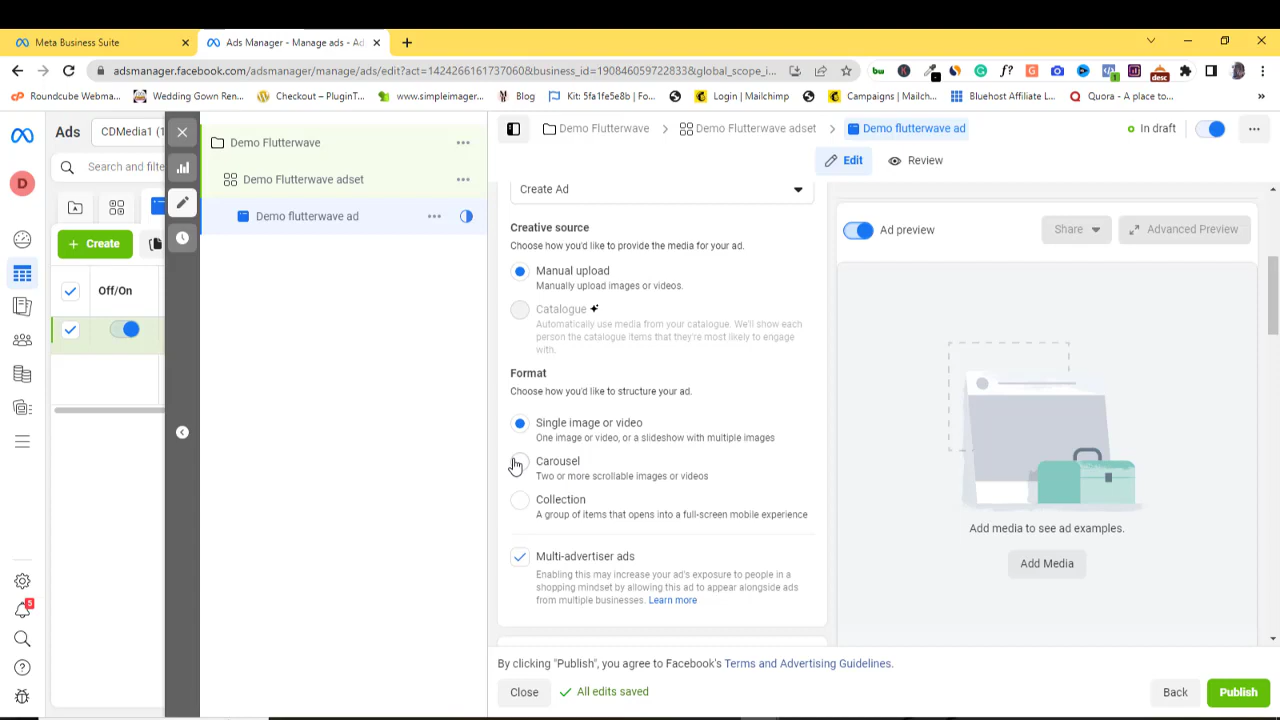 Meta Business Suite
Ads Manager - Manage ads - Ad
adsmanager.facebook.com/adsmanager/manage/ads/edit?act=1424266161737060&business_id=190846059722833&global_scope_i...
Roundcube Webma...
Wedding Gown Ren...
Checkout – PluginT...
www.simpleimager...
Blog
Kit: 5fa1fe5e8b | Fo...
Login | Mailchimp
Campaigns | Mailch...
Bluehost Affiliate L...
Quora - A place to...
»
Ads
CDMedia1 (1
Search and filte
D
+ Create
Off/On
5
Demo Flutterwave
Demo Flutterwave adset
Demo flutterwave ad
Demo Flutterwave
Demo Flutterwave adset
Demo flutterwave ad
In draft
Edit
Review
Create Ad
Creative source
Choose how you'd like to provide the media for your ad.
Manual upload
Manually upload images or videos.
Catalogue
Automatically use media from your catalogue. We'll show each
person the catalogue items that they're most likely to engage
with.
Format
Choose how you'd like to structure your ad.
Single image or video
One image or video, or a slideshow with multiple images
Carousel
Two or more scrollable images or videos
Collection
A group of items that opens into a full-screen mobile experience
Multi-advertiser ads
Enabling this may increase your ad's exposure to people in a
shopping mindset by allowing this ad to appear alongside ads
from multiple businesses. Learn more
Ad preview
Share
Advanced Preview
Add media to see ad examples.
Add Media
By clicking "Publish", you agree to Facebook's Terms and Advertising Guidelines.
Close
All edits saved
Back
Publish